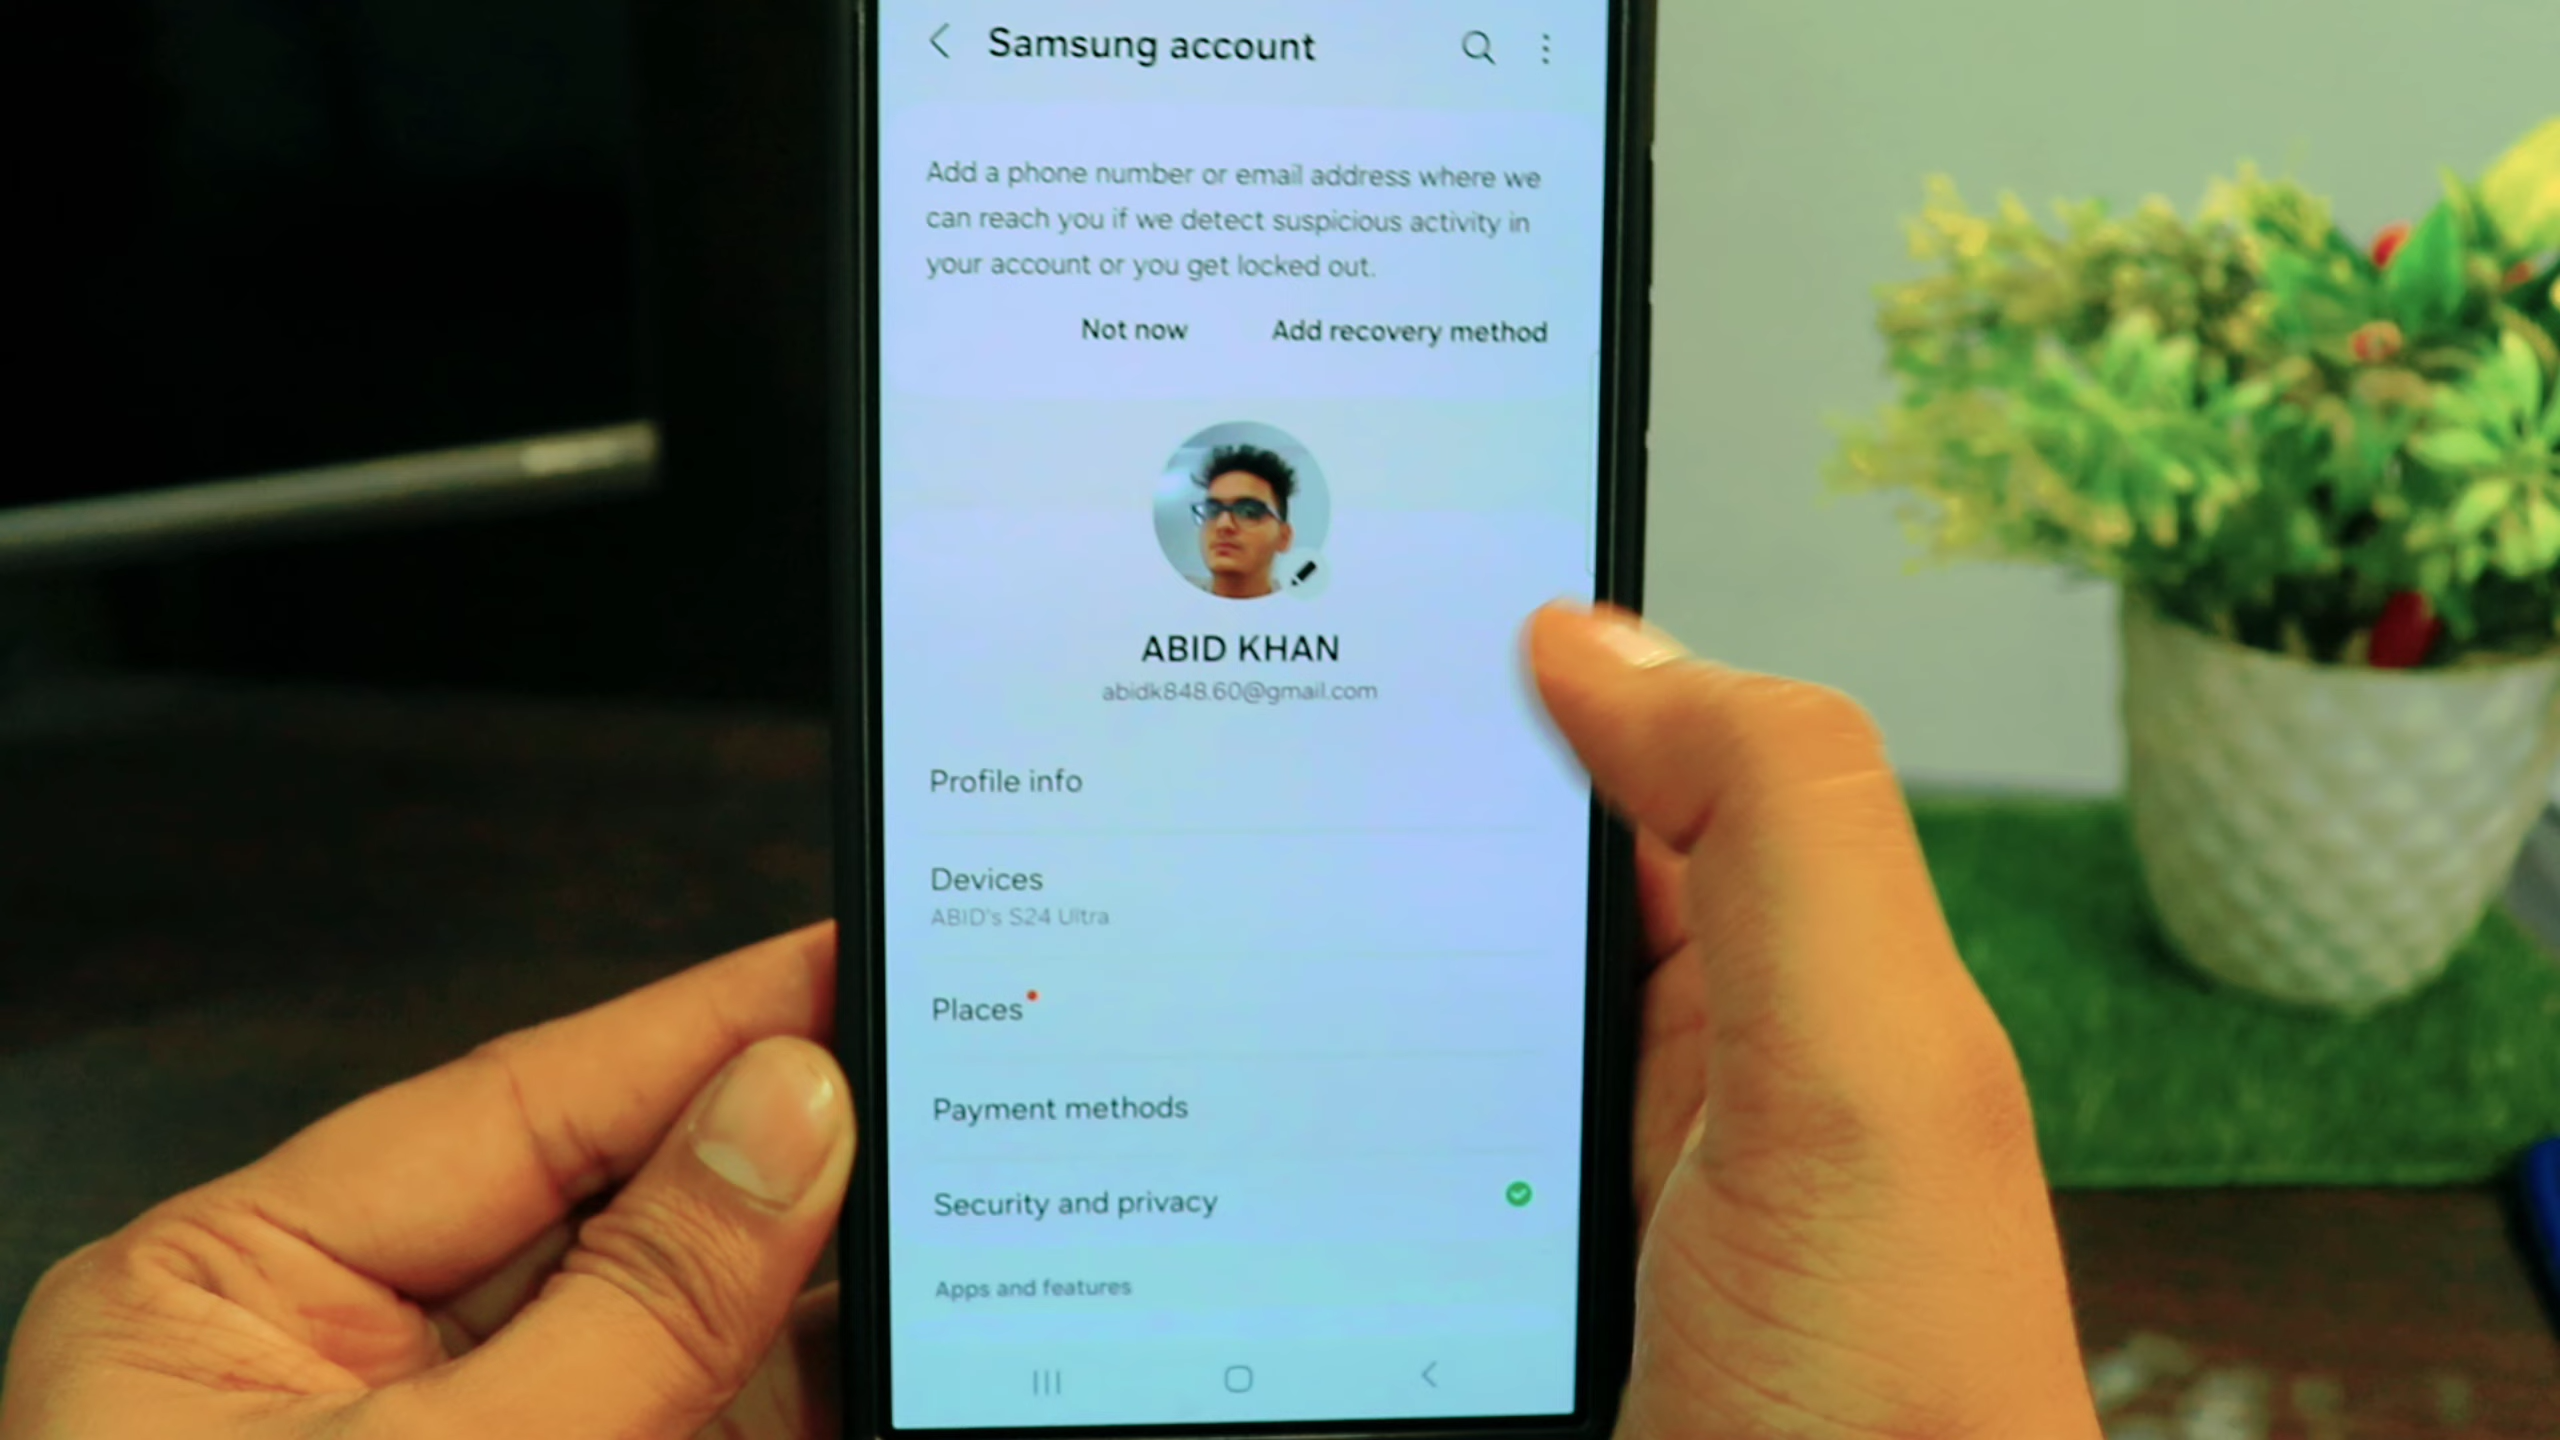 Samsung account
Add a phone number or email address where we
can reach you if we detect suspicious activity in
your account or you get locked out.
Not now Add recovery method
ABID KHAN
abidk848.60@gmail.com
Profile info
Devices
ABID's S24 Ultra
Places
Payment methods
Security and privacy
Apps and features